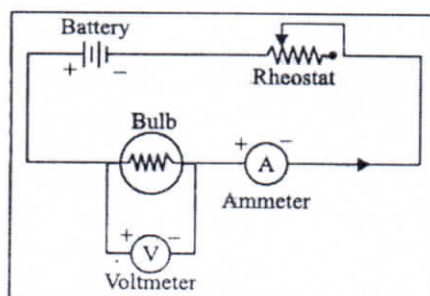 Battery
+ −
Rheostat
Bulb
+ −
A
Ammeter
+ −
V
Voltmeter